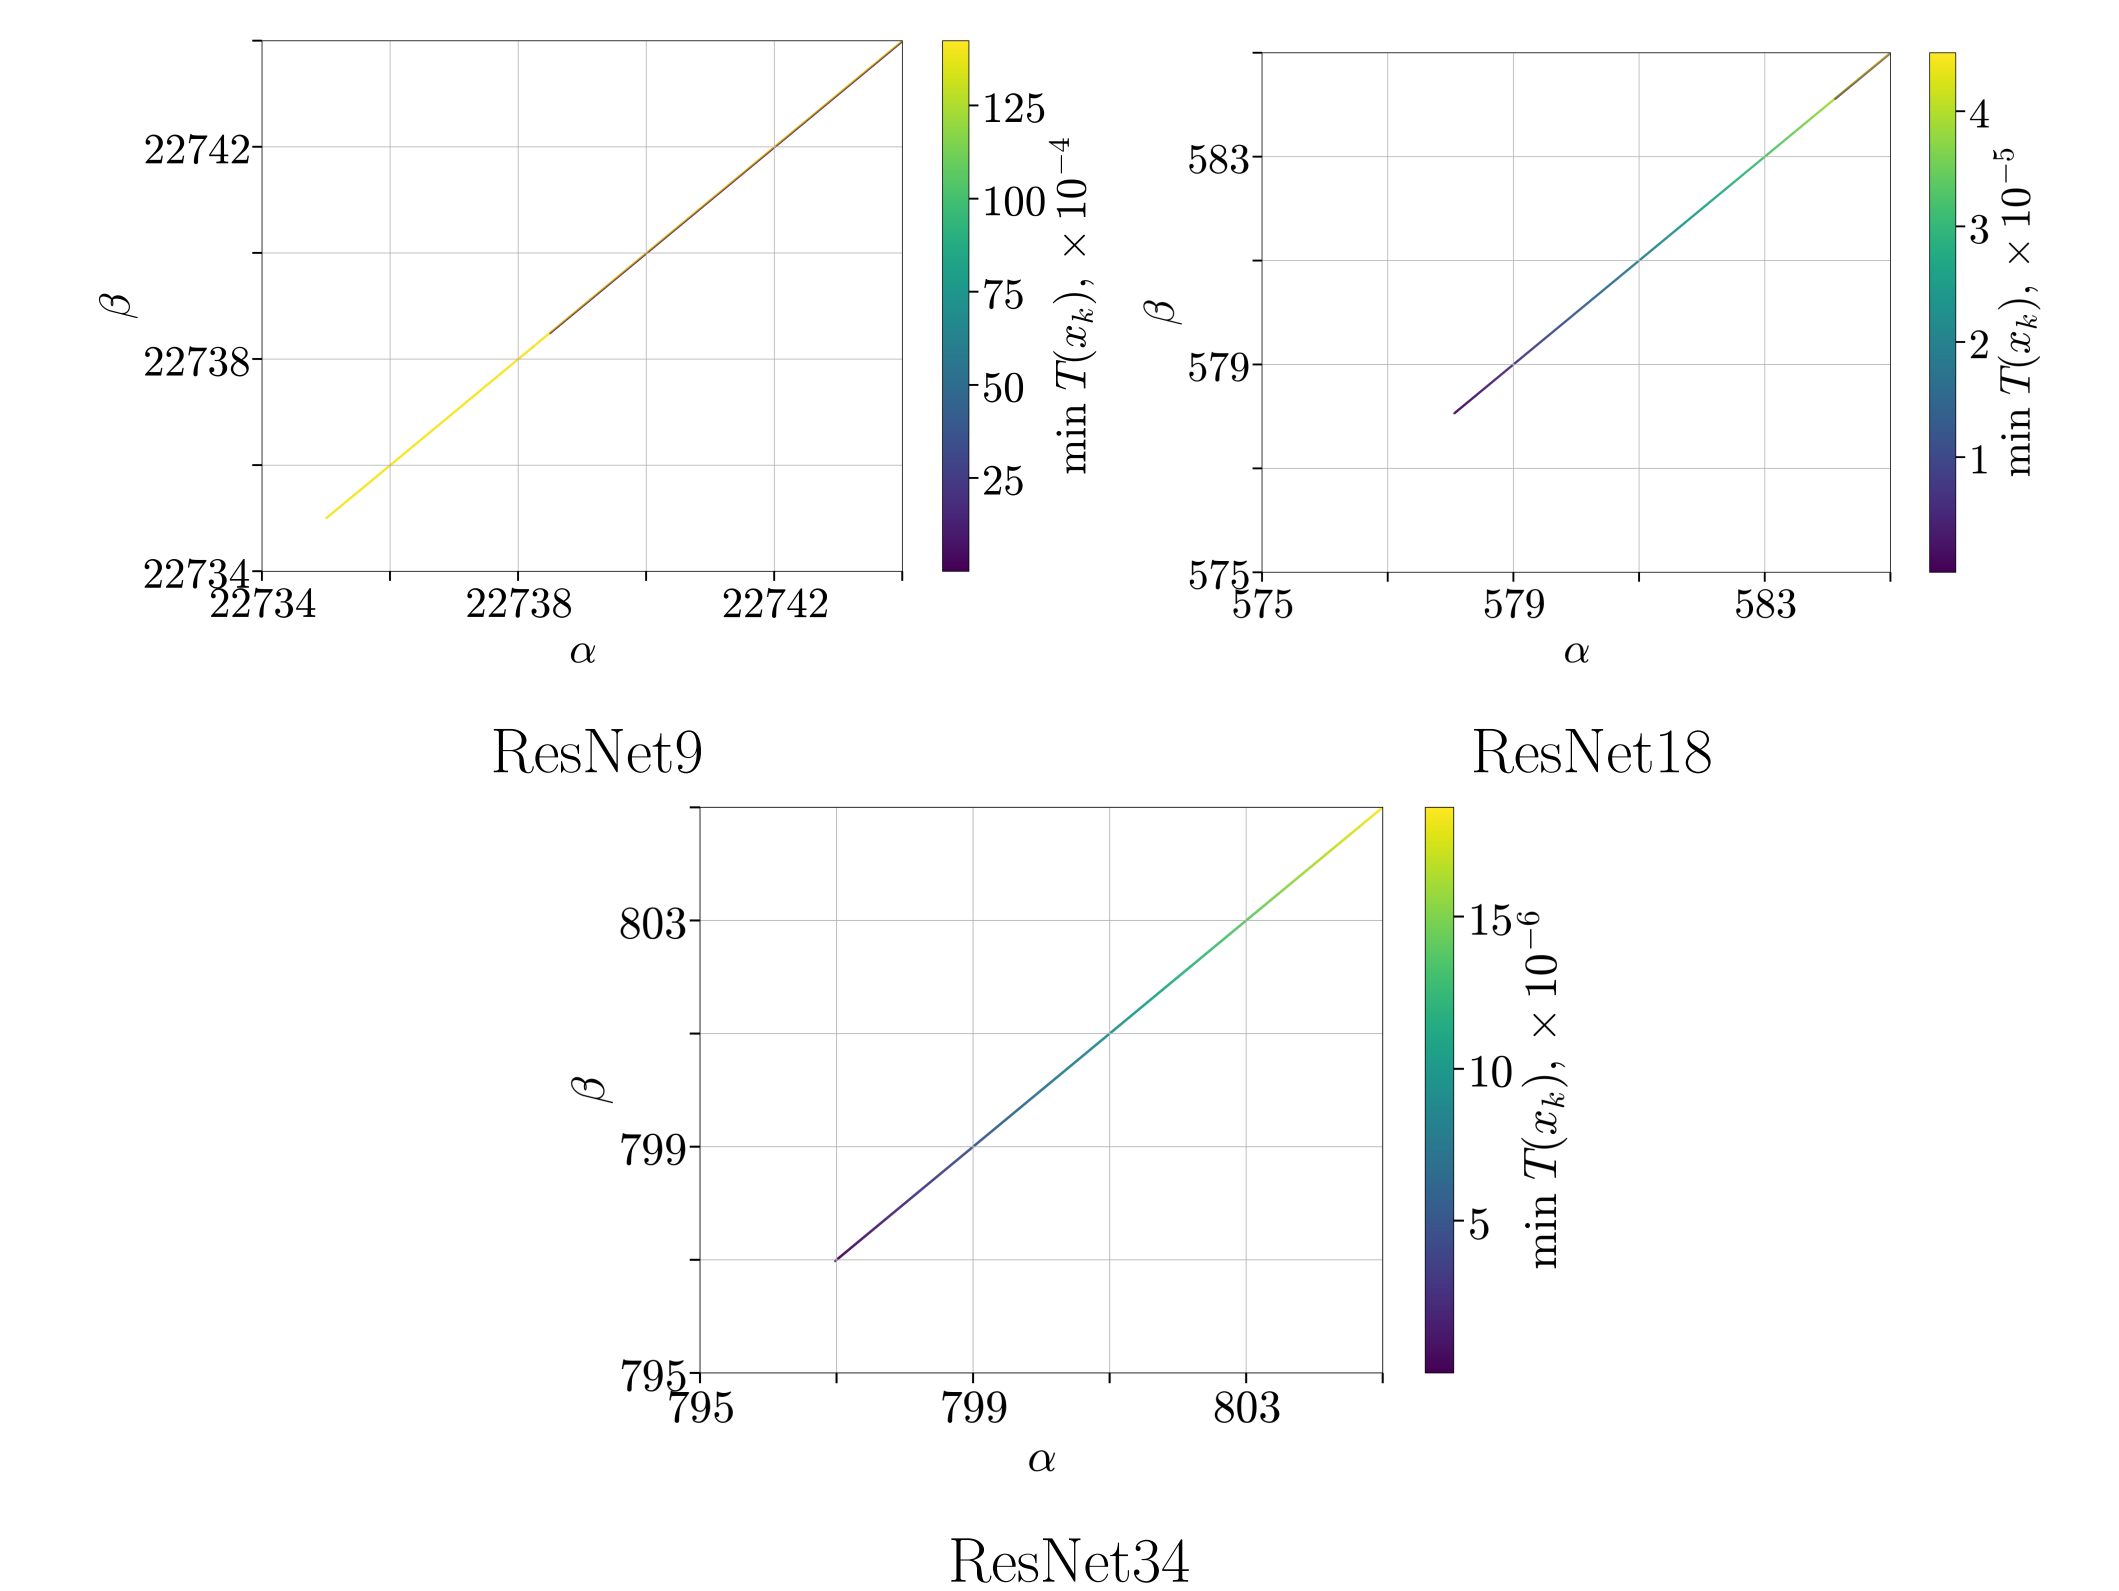 22742
22738
22734
β
22734 22738 22742
α
125
100
75
50
25
min T(x_k), × 10^{-4}
ResNet9
583
579
575
β
575 579 583
α
4
3
2
1
min T(x_k), × 10^{-5}
ResNet18
803
799
795
β
795 799 803
α
15
10
5
min T(x_k), × 10^{-6}
ResNet34